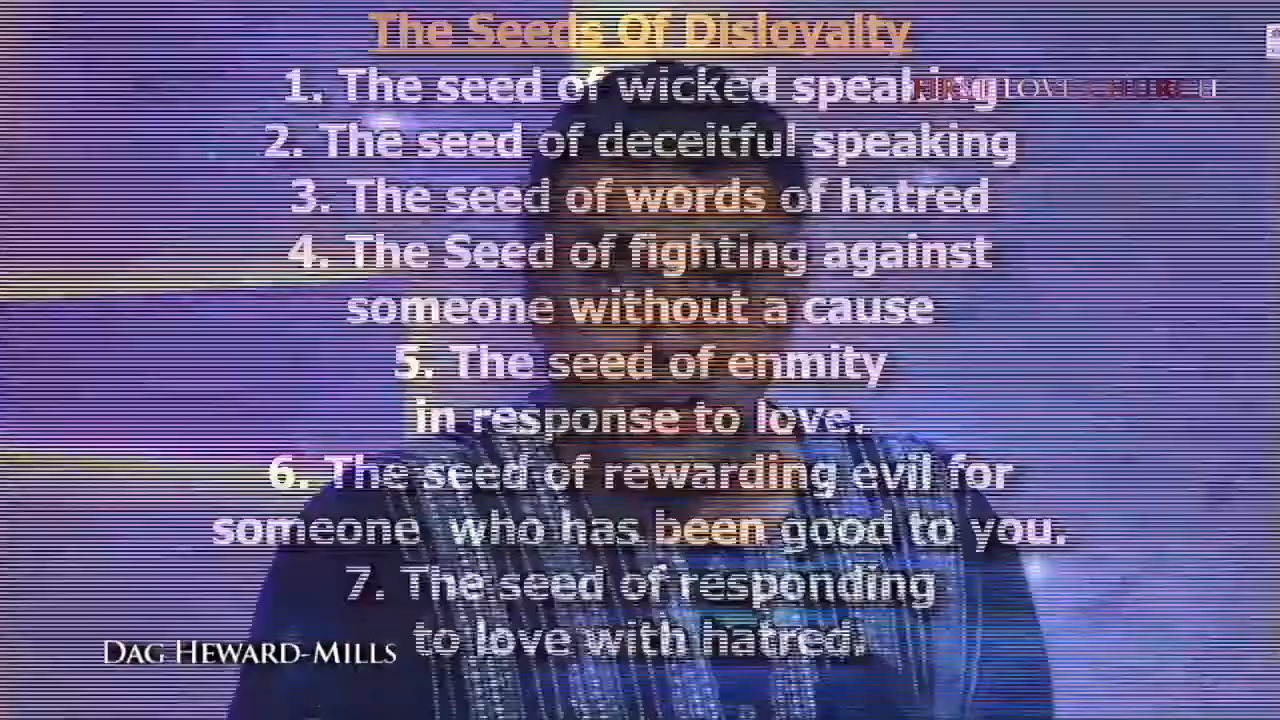 The Seeds Of Disloyalty
1. The seed of wicked speaking
FIRST LOVE CHURCH
2. The seed of deceitful speaking
3. The seed of words of hatred
4. The Seed of fighting against
someone without a cause
5. The seed of enmity
in response to love.
6. The seed of rewarding evil for
someone who has been good to you.
7. The seed of responding
to love with hatred.
DAG HEWARD-MILLS